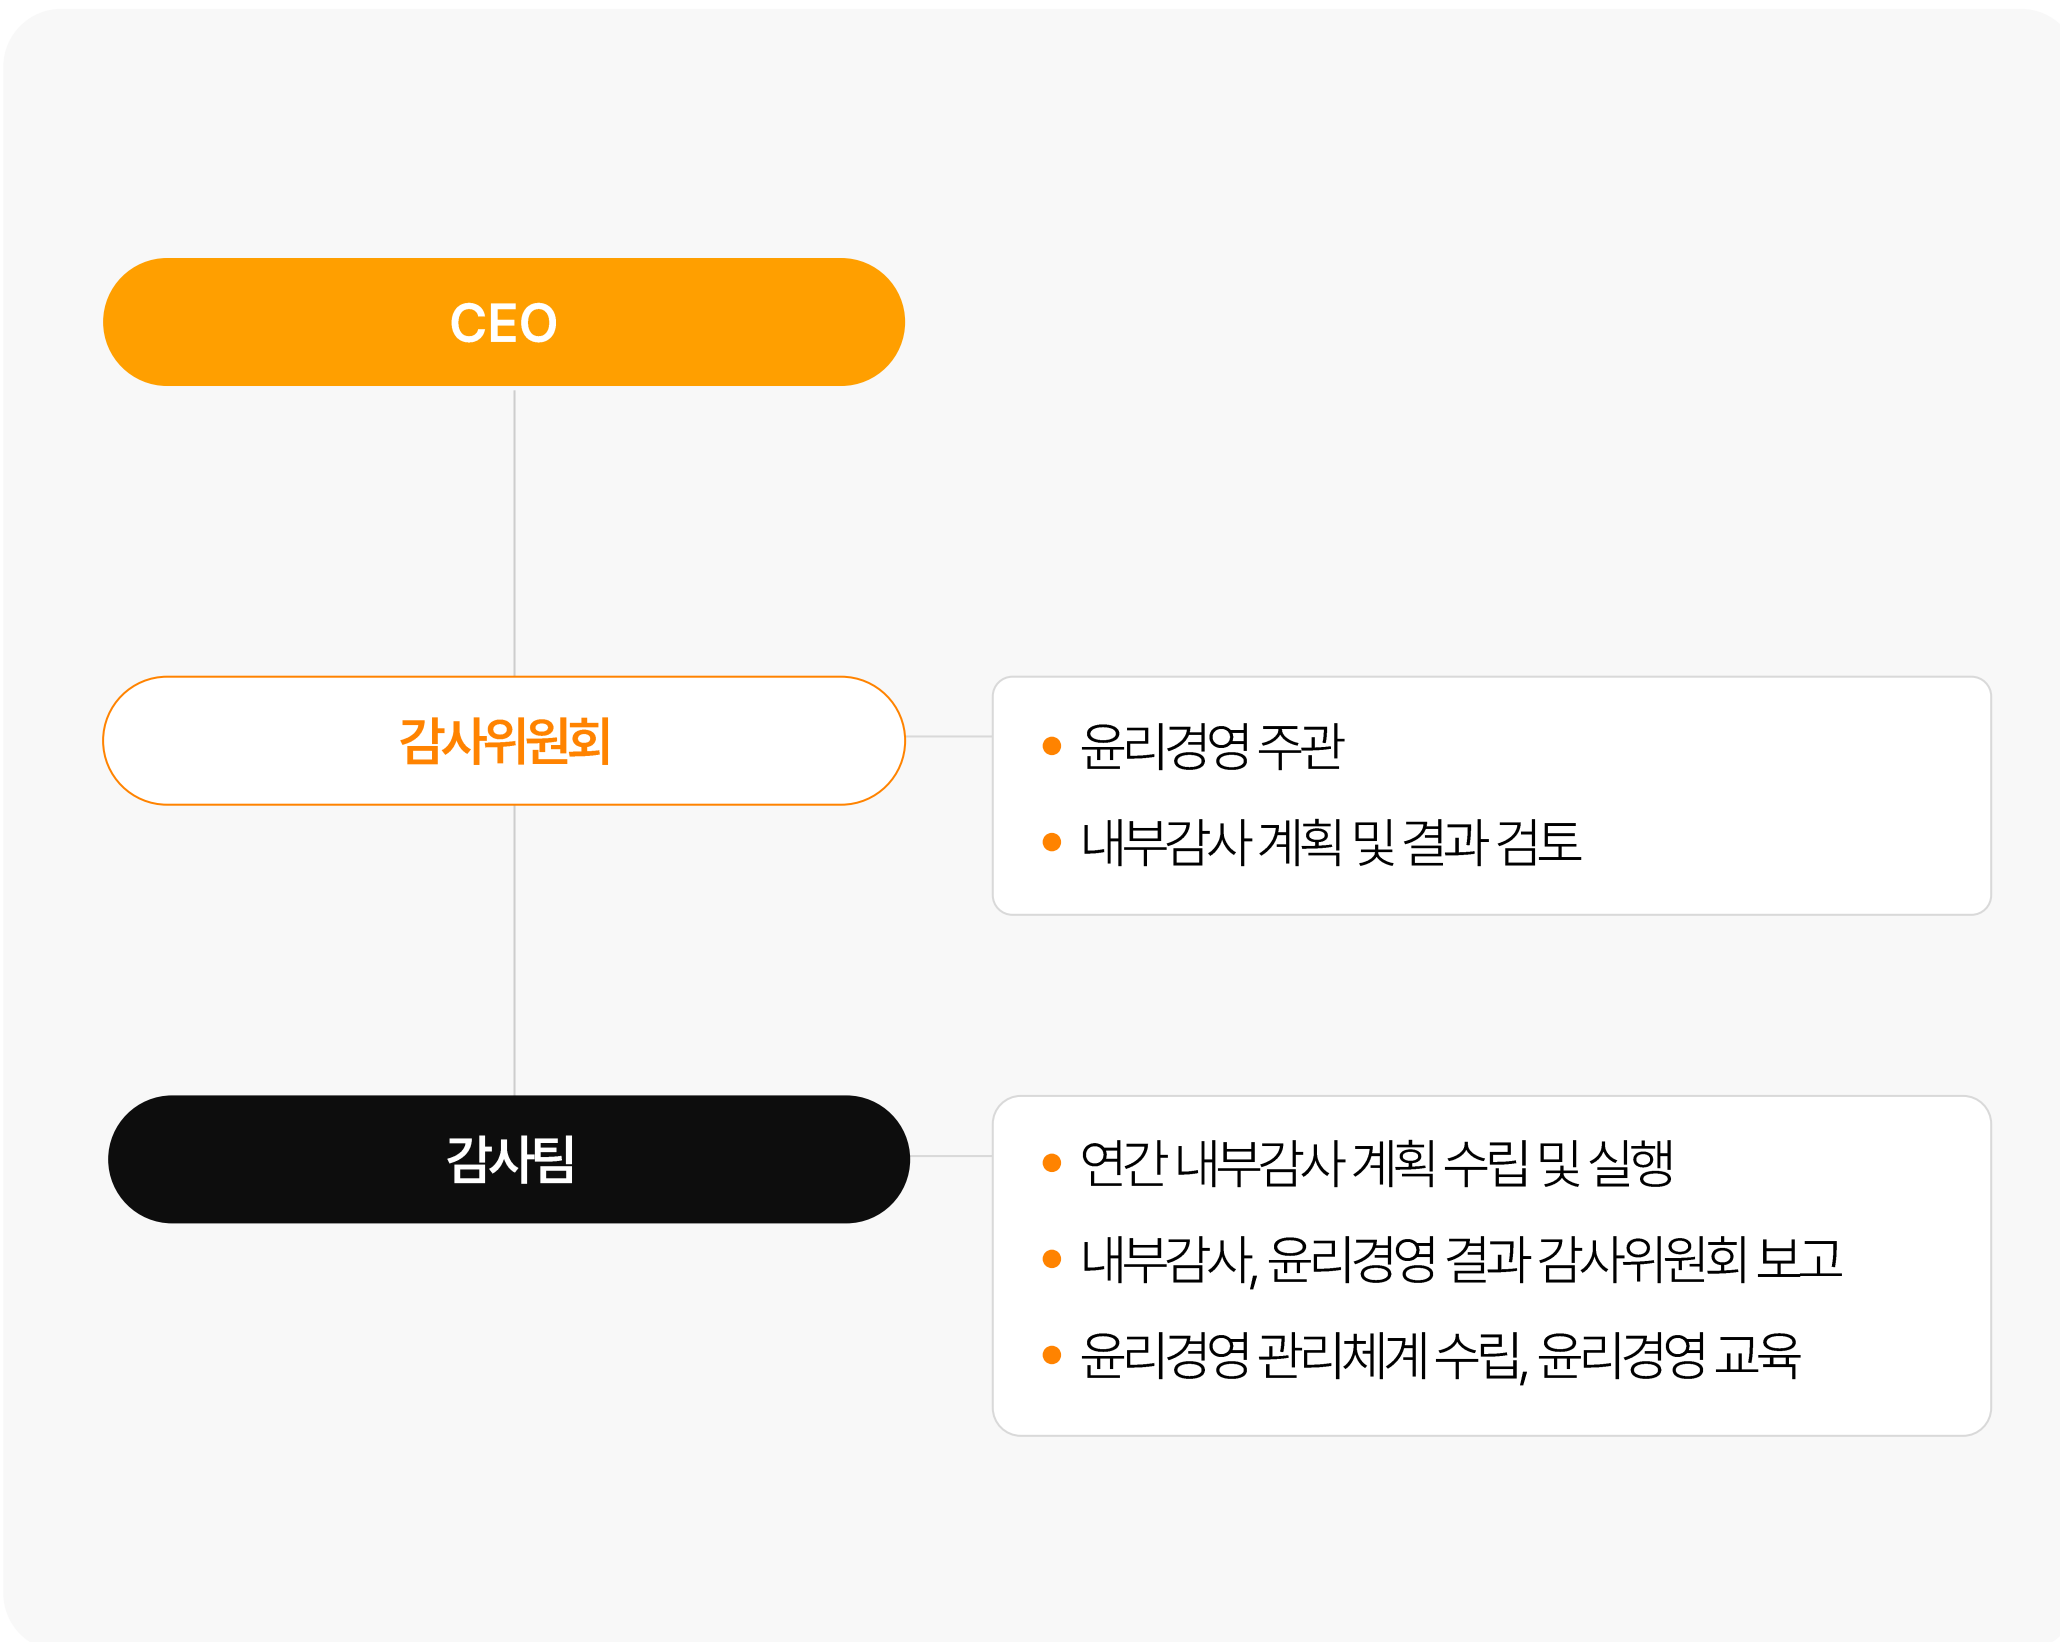 CEO
감사위원회
윤리경영 주관
내부감사 계획 및 결과 검토
감사팀
연간 내부감사 계획 수립 및 실행
내부감사, 윤리경영 결과 감사위원회 보고
윤리경영 관리체계 수립, 윤리경영 교육